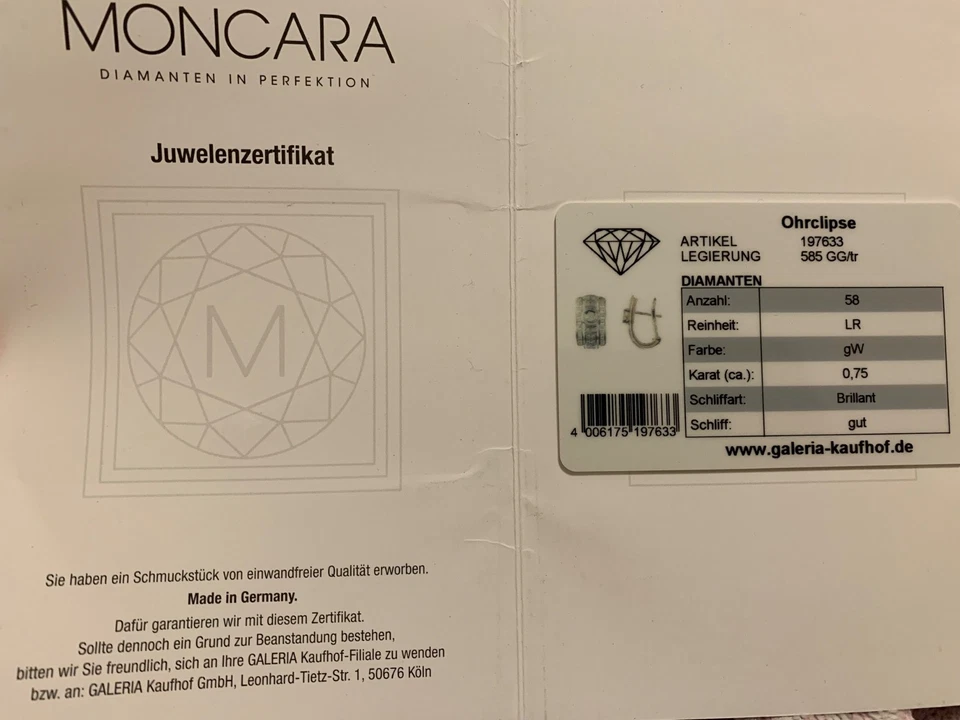 MONCARA
DIAMANTEN IN PERFEKTION
Juwelenzertifikat
M
Sie haben ein Schmuckstück von einwandfreier Qualität erworben.
Made in Germany.
Dafür garantieren wir mit diesem Zertifikat.
Sollte dennoch ein Grund zur Beanstandung bestehen,
bitten wir Sie freundlich, sich an Ihre GALERIA Kaufhof-Filiale zu wenden
bzw. an: GALERIA Kaufhof GmbH, Leonhard-Tietz-Str. 1, 50676 Köln
Ohrclipse
ARTIKEL 197633
LEGIERUNG 585 GG/tr
DIAMANTEN
Anzahl: 58
Reinheit: LR
Farbe: gW
Karat (ca.): 0,75
Schliffart: Brillant
Schliff: gut
4 006175 197633
www.galeria-kaufhof.de